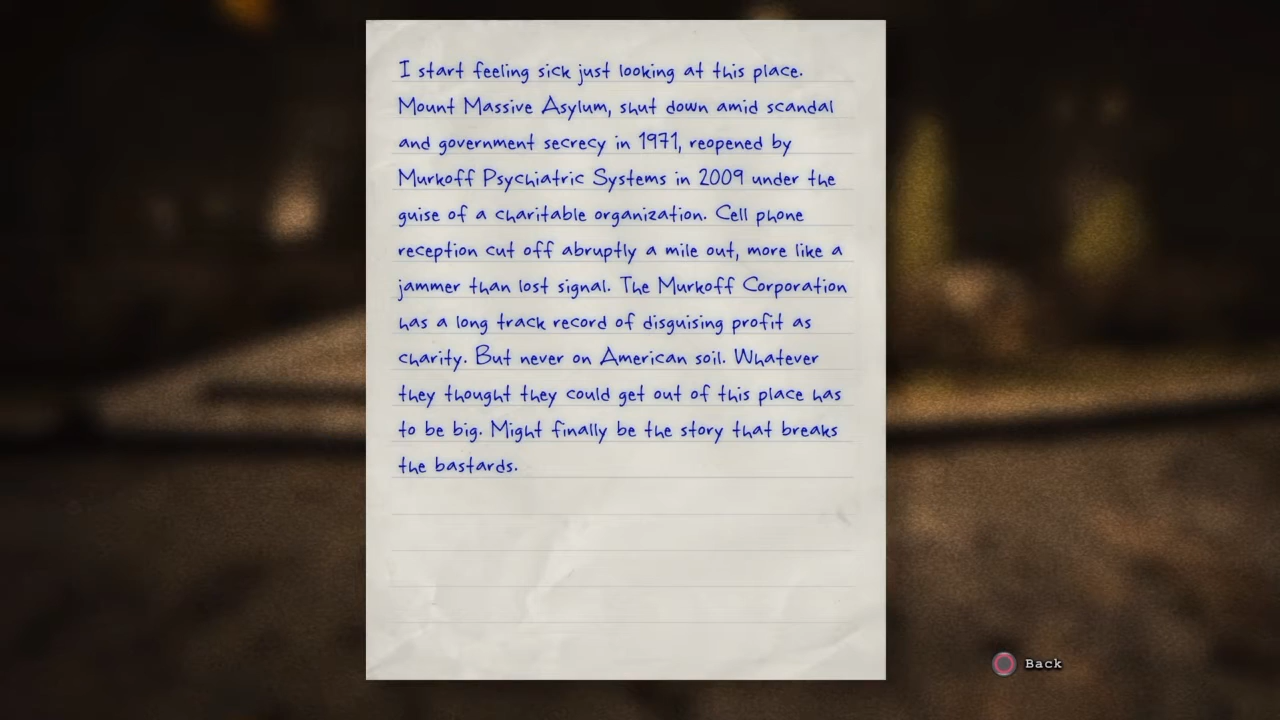 I start feeling sick just looking at this place.
Mount Massive Asylum, shut down amid scandal
and government secrecy in 1971, reopened by
Murkoff Psychiatric Systems in 2009 under the
guise of a charitable organization. Cell phone
reception cut off abruptly a mile out, more like a
jammer than lost signal. The Murkoff Corporation
has a long track record of disguising profit as
charity. But never on American soil. Whatever
they thought they could get out of this place has
to be big. Might finally be the story that breaks
the bastards.
Back